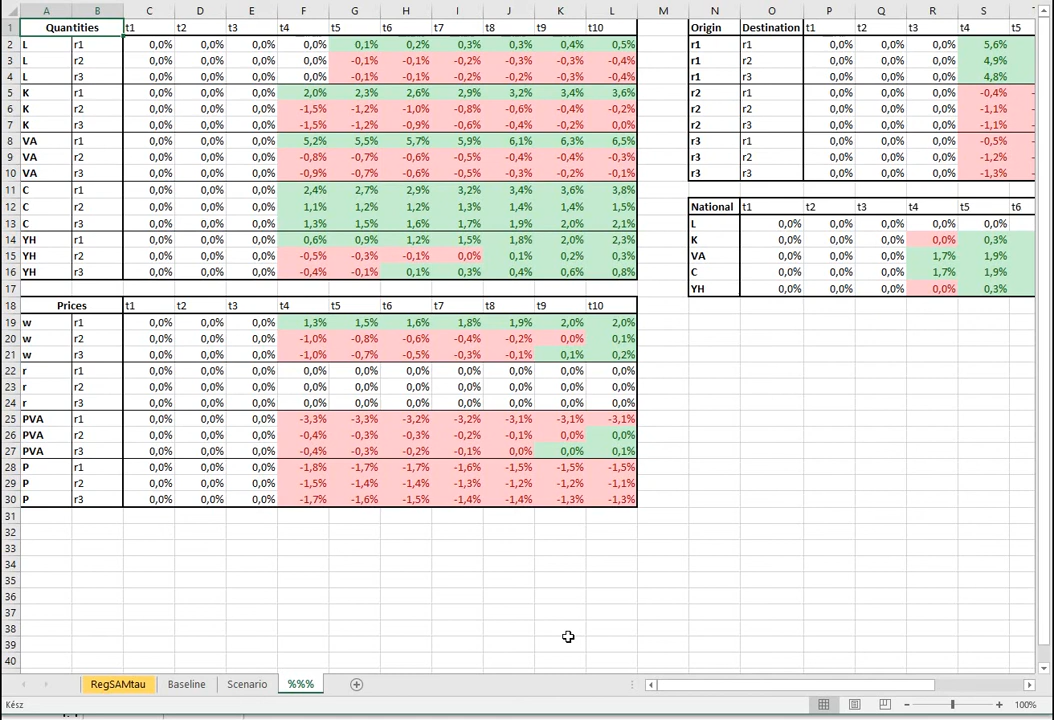 A B C D E F G H I J K L M N O P Q R S T
1 Quantities t1 t2 t3 t4 t5 t6 t7 t8 t9 t10 Origin Destination t1 t2 t3 t4 t5
2 L r1 0,0% 0,0% 0,0% 0,0% 0,1% 0,2% 0,3% 0,3% 0,4% 0,5% r1 r1 0,0% 0,0% 0,0% 5,6%
3 L r2 0,0% 0,0% 0,0% 0,0% -0,1% -0,1% -0,2% -0,3% -0,3% -0,4% r1 r2 0,0% 0,0% 0,0% 4,9%
4 L r3 0,0% 0,0% 0,0% 0,0% -0,1% -0,1% -0,2% -0,2% -0,3% -0,4% r1 r3 0,0% 0,0% 0,0% 4,8%
5 K r1 0,0% 0,0% 0,0% 2,0% 2,3% 2,6% 2,9% 3,2% 3,4% 3,6% r2 r1 0,0% 0,0% 0,0% -0,4% -
6 K r2 0,0% 0,0% 0,0% -1,5% -1,2% -1,0% -0,8% -0,6% -0,4% -0,2% r2 r2 0,0% 0,0% 0,0% -1,1% -
7 K r3 0,0% 0,0% 0,0% -1,5% -1,2% -0,9% -0,6% -0,4% -0,2% 0,0% r2 r3 0,0% 0,0% 0,0% -1,1% -
8 VA r1 0,0% 0,0% 0,0% 5,2% 5,5% 5,7% 5,9% 6,1% 6,3% 6,5% r3 r1 0,0% 0,0% 0,0% -0,5% -
9 VA r2 0,0% 0,0% 0,0% -0,8% -0,7% -0,6% -0,5% -0,4% -0,4% -0,3% r3 r2 0,0% 0,0% 0,0% -1,2% -
10 VA r3 0,0% 0,0% 0,0% -0,9% -0,7% -0,6% -0,5% -0,3% -0,2% -0,1% r3 r3 0,0% 0,0% 0,0% -1,3% -
11 C r1 0,0% 0,0% 0,0% 2,4% 2,7% 2,9% 3,2% 3,4% 3,6% 3,8%
12 C r2 0,0% 0,0% 0,0% 1,1% 1,2% 1,2% 1,3% 1,4% 1,4% 1,5% National t1 t2 t3 t4 t5 t6
13 C r3 0,0% 0,0% 0,0% 1,3% 1,5% 1,6% 1,7% 1,9% 2,0% 2,1% L 0,0% 0,0% 0,0% 0,0% 0,0%
14 YH r1 0,0% 0,0% 0,0% 0,6% 0,9% 1,2% 1,5% 1,8% 2,0% 2,3% K 0,0% 0,0% 0,0% 0,0% 0,3%
15 YH r2 0,0% 0,0% 0,0% -0,5% -0,3% -0,1% 0,0% 0,1% 0,2% 0,3% VA 0,0% 0,0% 0,0% 1,7% 1,9%
16 YH r3 0,0% 0,0% 0,0% -0,4% -0,1% 0,1% 0,3% 0,4% 0,6% 0,8% C 0,0% 0,0% 0,0% 1,7% 1,9%
17 YH 0,0% 0,0% 0,0% 0,0% 0,3%
18 Prices t1 t2 t3 t4 t5 t6 t7 t8 t9 t10
19 w r1 0,0% 0,0% 0,0% 1,3% 1,5% 1,6% 1,8% 1,9% 2,0% 2,0%
20 w r2 0,0% 0,0% 0,0% -1,0% -0,8% -0,6% -0,4% -0,2% 0,0% 0,1%
21 w r3 0,0% 0,0% 0,0% -1,0% -0,7% -0,5% -0,3% -0,1% 0,1% 0,2%
22 r r1 0,0% 0,0% 0,0% 0,0% 0,0% 0,0% 0,0% 0,0% 0,0% 0,0%
23 r r2 0,0% 0,0% 0,0% 0,0% 0,0% 0,0% 0,0% 0,0% 0,0% 0,0%
24 r r3 0,0% 0,0% 0,0% 0,0% 0,0% 0,0% 0,0% 0,0% 0,0% 0,0%
25 PVA r1 0,0% 0,0% 0,0% -3,3% -3,3% -3,2% -3,2% -3,1% -3,1% -3,1%
26 PVA r2 0,0% 0,0% 0,0% -0,4% -0,3% -0,3% -0,2% -0,1% 0,0% 0,0%
27 PVA r3 0,0% 0,0% 0,0% -0,4% -0,3% -0,2% -0,1% 0,0% 0,0% 0,1%
28 P r1 0,0% 0,0% 0,0% -1,8% -1,7% -1,7% -1,6% -1,5% -1,5% -1,5%
29 P r2 0,0% 0,0% 0,0% -1,5% -1,4% -1,4% -1,3% -1,2% -1,2% -1,1%
30 P r3 0,0% 0,0% 0,0% -1,7% -1,6% -1,5% -1,4% -1,4% -1,3% -1,3%
31
32
33
34
35
36
37
38
39
40
RegSAMtau Baseline Scenario %%%
Kész 100%